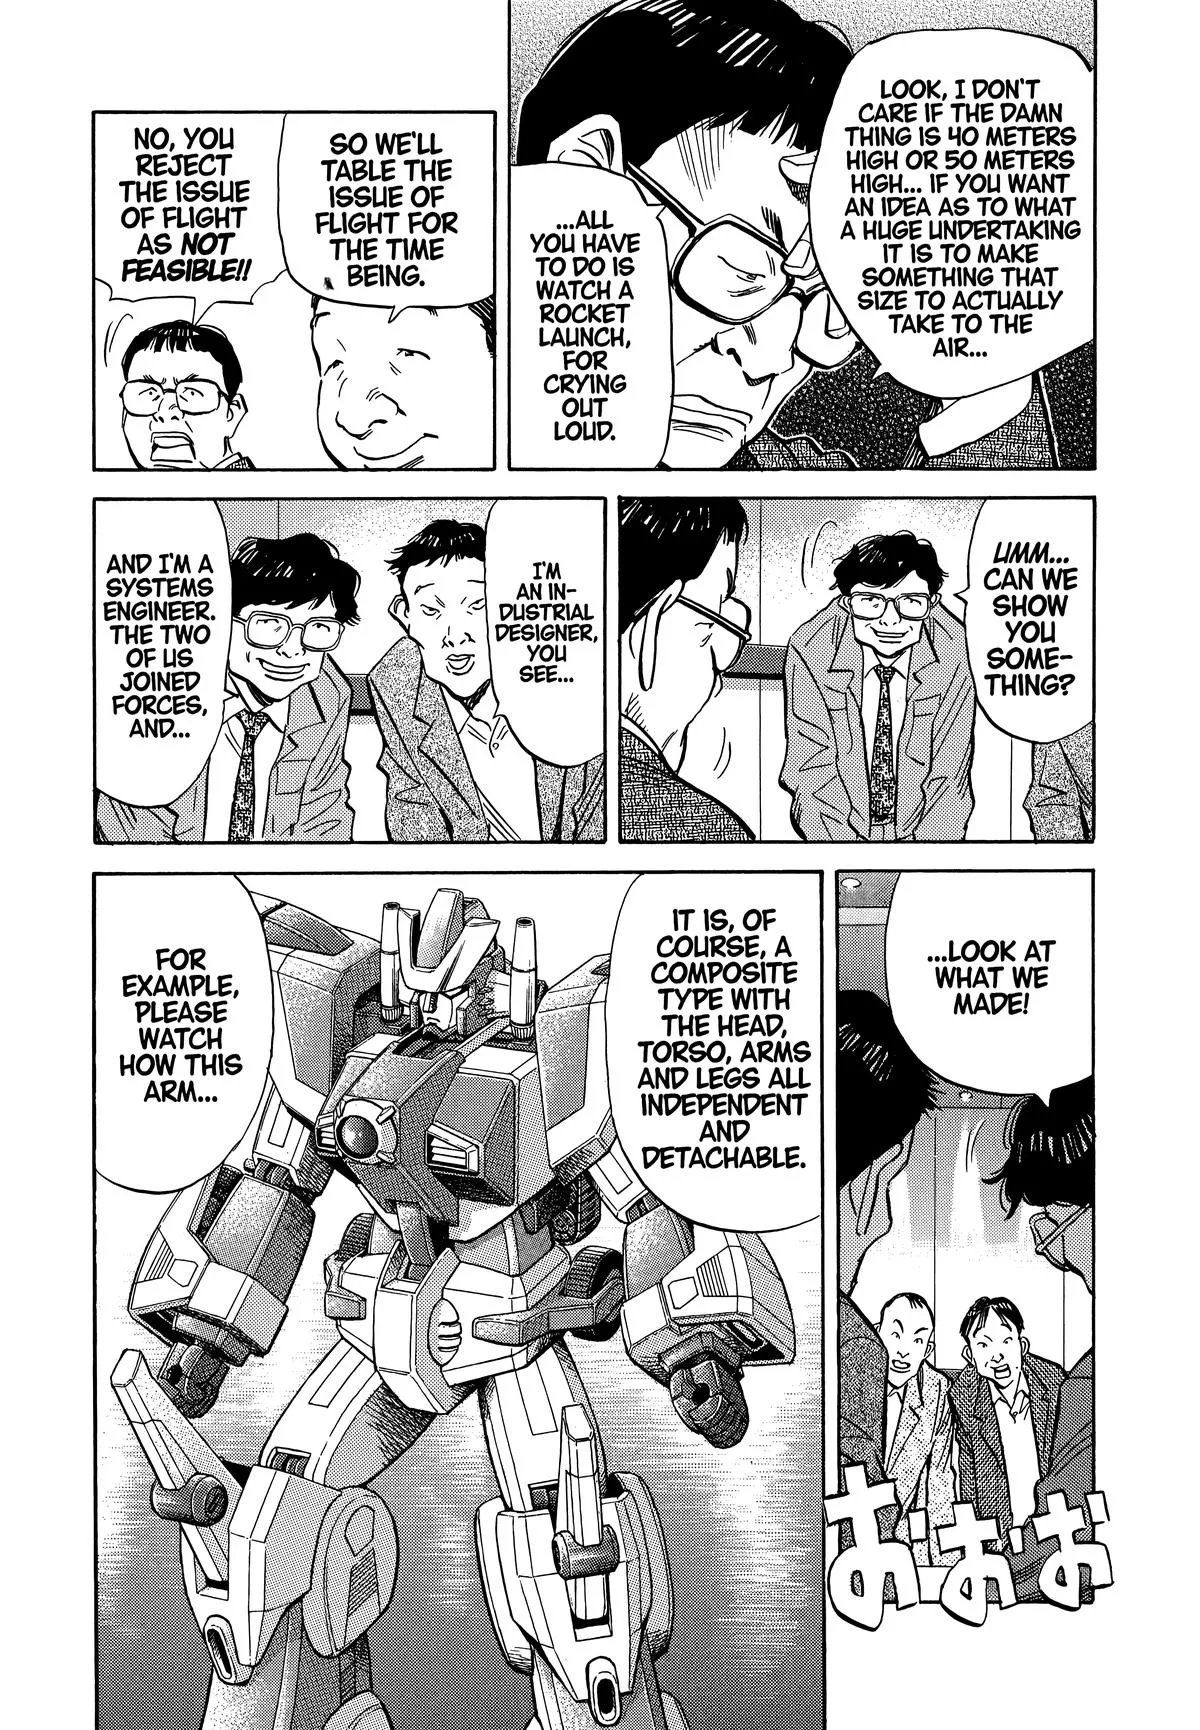 LOOK, I DON'T
CARE IF THE DAMN
THING IS 40 METERS
HIGH OR 50 METERS
HIGH... IF YOU WANT
AN IDEA AS TO WHAT
A HUGE UNDERTAKING
IT IS TO MAKE
SOMETHING THAT
SIZE TO ACTUALLY
TAKE TO THE
AIR...
...ALL
YOU HAVE
TO DO IS
WATCH A
ROCKET
LAUNCH,
FOR
CRYING
OUT
LOUD.
SO WE'LL
TABLE THE
ISSUE OF
FLIGHT FOR
THE TIME
BEING.
NO, YOU
REJECT
THE ISSUE
OF FLIGHT
AS NOT
FEASIBLE!!
UMM...
CAN WE
SHOW
YOU
SOME-
THING?
I'M
AN IN-
DUSTRIAL
DESIGNER,
YOU
SEE...
AND I'M A
SYSTEMS
ENGINEER.
THE TWO
OF US
JOINED
FORCES,
AND...
...LOOK AT
WHAT WE
MADE!
おおおお
IT IS, OF
COURSE, A
COMPOSITE
TYPE WITH
THE HEAD,
TORSO, ARMS
AND LEGS ALL
INDEPENDENT
AND
DETACHABLE.
FOR
EXAMPLE,
PLEASE
WATCH
HOW THIS
ARM...